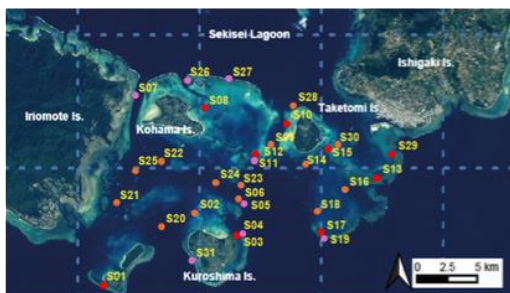 Sekisei Lagoon
Ishigaki Is.
S26
S27
S07
Iriomote Is.
S08
S28
Taketomi Is.
S10
Kohama Is.
S12
S11
S30
S15
S29
S14
S22
S25
S13
S24
S23
S16
S06
S05
S21
S02
S18
S20
S04
S17
S03
S19
S31
S01
Kuroshima Is.
0 2.5 5 km